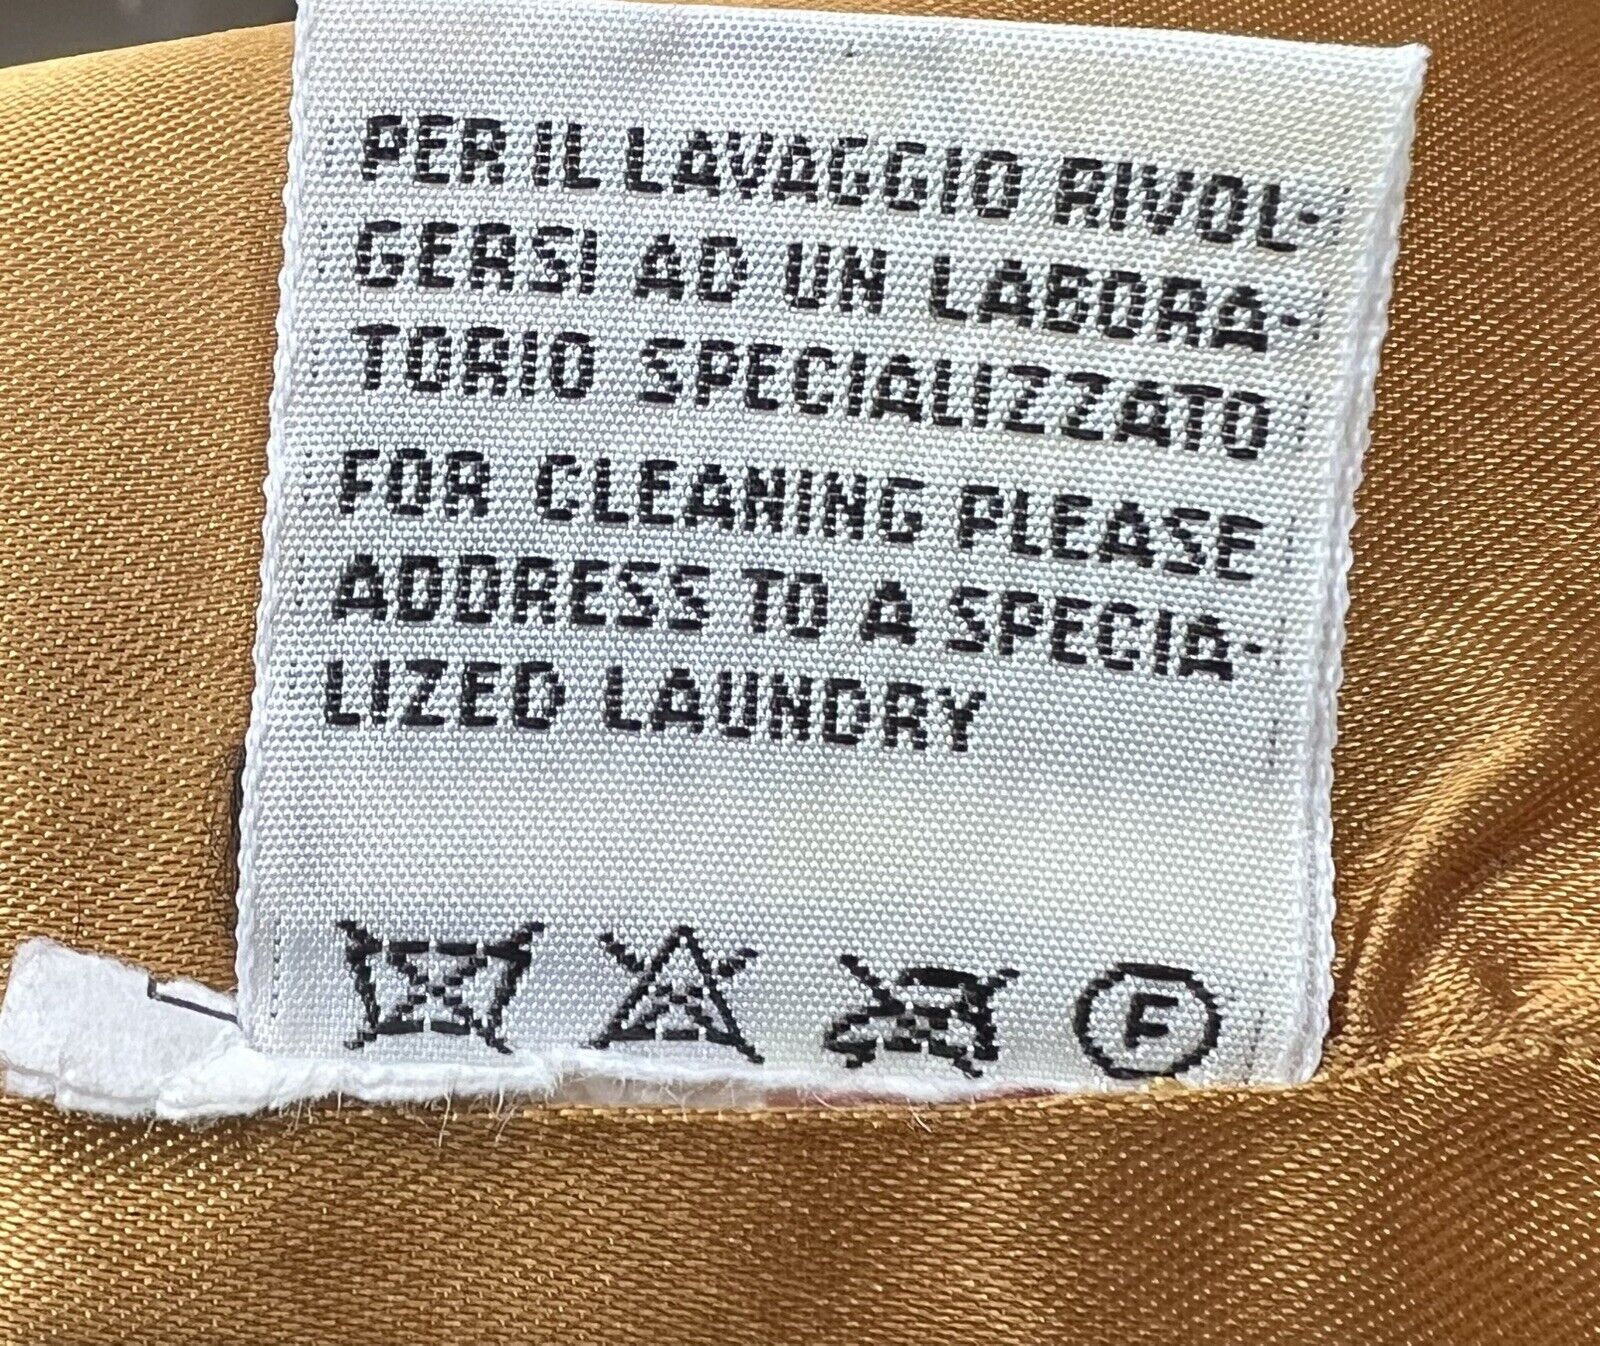 PER IL LAVAGGIO RIVOL-
GERSI AD UN LABORA-
TORIO SPECIALIZZATO
FOR CLEANING PLEASE
ADDRESS TO A SPECIA-
LIZED LAUNDRY
A F